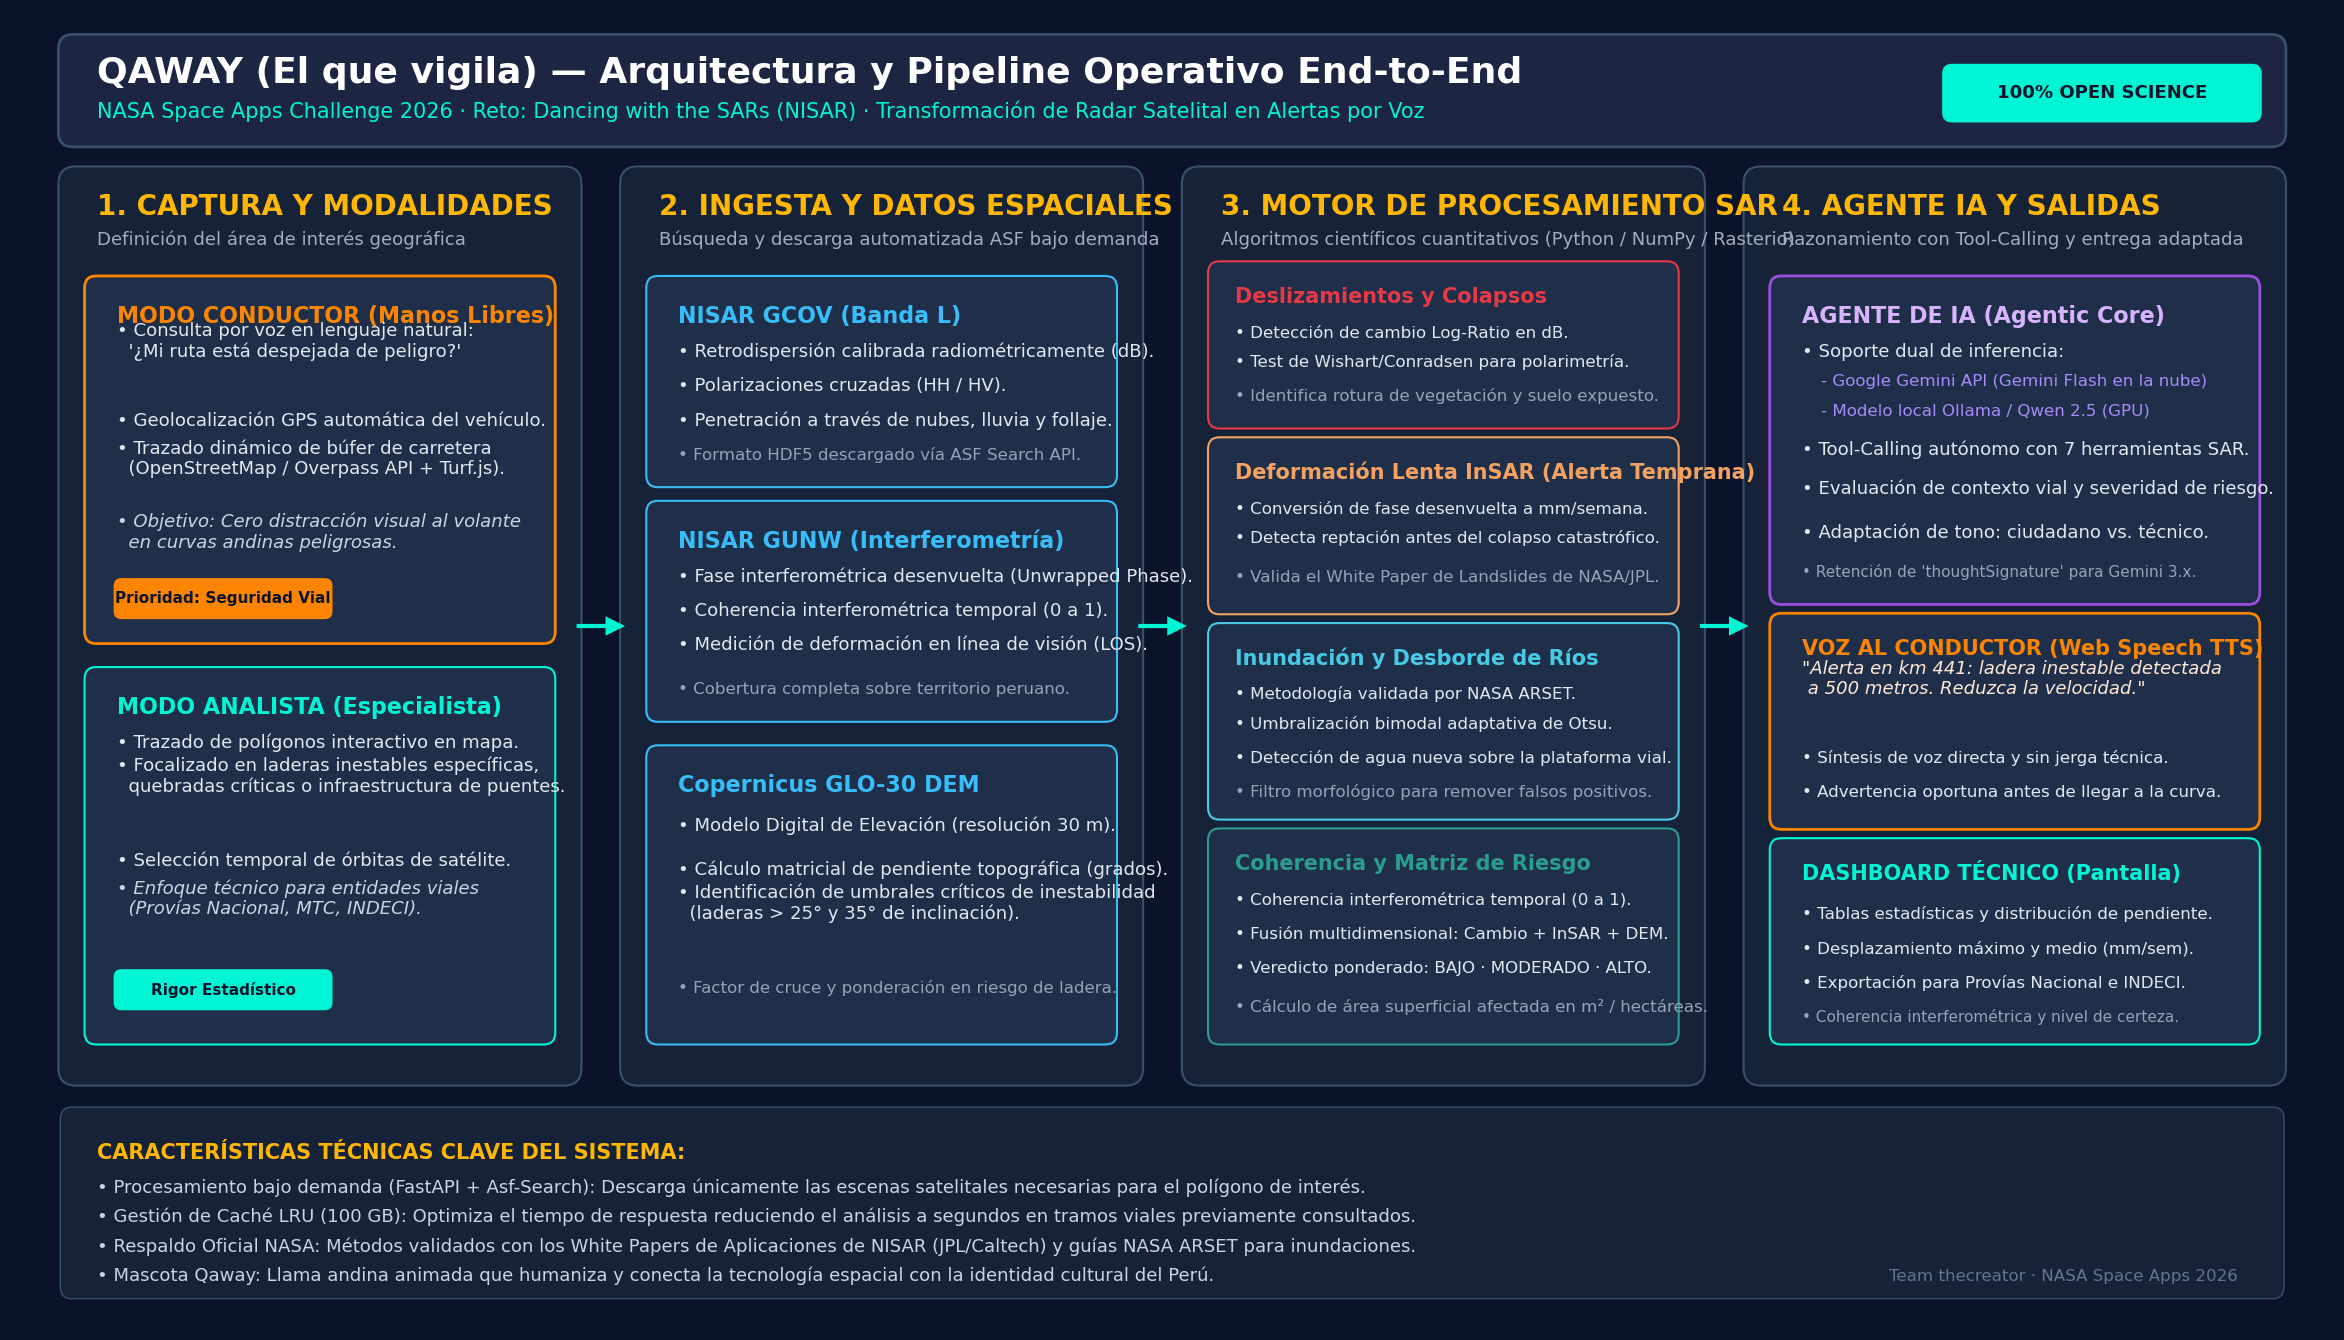 QAWAY (El que vigila) — Arquitectura y Pipeline Operativo End-to-End
NASA Space Apps Challenge 2026 · Reto: Dancing with the SARs (NISAR) · Transformación de Radar Satelital en Alertas por Voz
100% OPEN SCIENCE
1. CAPTURA Y MODALIDADES
Definición del área de interés geográfica
MODO CONDUCTOR (Manos Libres)
• Consulta por voz en lenguaje natural:
'¿Mi ruta está despejada de peligro?'
• Geolocalización GPS automática del vehículo.
• Trazado dinámico de búfer de carretera
(OpenStreetMap / Overpass API + Turf.js).
• Objetivo: Cero distracción visual al volante
en curvas andinas peligrosas.
Prioridad: Seguridad Vial
MODO ANALISTA (Especialista)
• Trazado de polígonos interactivo en mapa.
• Focalizado en laderas inestables específicas,
quebradas críticas o infraestructura de puentes.
• Selección temporal de órbitas de satélite.
• Enfoque técnico para entidades viales
(Provías Nacional, MTC, INDECI).
Rigor Estadístico
2. INGESTA Y DATOS ESPACIALES
Búsqueda y descarga automatizada ASF bajo demanda
NISAR GCOV (Banda L)
• Retrodispersión calibrada radiométricamente (dB).
• Polarizaciones cruzadas (HH / HV).
• Penetración a través de nubes, lluvia y follaje.
• Formato HDF5 descargado vía ASF Search API.
NISAR GUNW (Interferometría)
• Fase interferométrica desenvuelta (Unwrapped Phase).
• Coherencia interferométrica temporal (0 a 1).
• Medición de deformación en línea de visión (LOS).
• Cobertura completa sobre territorio peruano.
Copernicus GLO-30 DEM
• Modelo Digital de Elevación (resolución 30 m).
• Cálculo matricial de pendiente topográfica (grados).
• Identificación de umbrales críticos de inestabilidad
(laderas > 25° y 35° de inclinación).
• Factor de cruce y ponderación en riesgo de ladera.
3. MOTOR DE PROCESAMIENTO SAR
Algoritmos científicos cuantitativos (Python / NumPy / Rasterio)
Deslizamientos y Colapsos
• Detección de cambio Log-Ratio en dB.
• Test de Wishart/Conradsen para polarimetría.
• Identifica rotura de vegetación y suelo expuesto.
Deformación Lenta InSAR (Alerta Temprana)
• Conversión de fase desenvuelta a mm/semana.
• Detecta reptación antes del colapso catastrófico.
• Valida el White Paper de Landslides de NASA/JPL.
Inundación y Desborde de Ríos
• Metodología validada por NASA ARSET.
• Umbralización bimodal adaptativa de Otsu.
• Detección de agua nueva sobre la plataforma vial.
• Filtro morfológico para remover falsos positivos.
Coherencia y Matriz de Riesgo
• Coherencia interferométrica temporal (0 a 1).
• Fusión multidimensional: Cambio + InSAR + DEM.
• Veredicto ponderado: BAJO · MODERADO · ALTO.
• Cálculo de área superficial afectada en m² / hectáreas.
4. AGENTE IA Y SALIDAS
Razonamiento con Tool-Calling y entrega adaptada
AGENTE DE IA (Agentic Core)
• Soporte dual de inferencia:
- Google Gemini API (Gemini Flash en la nube)
- Modelo local Ollama / Qwen 2.5 (GPU)
• Tool-Calling autónomo con 7 herramientas SAR.
• Evaluación de contexto vial y severidad de riesgo.
• Adaptación de tono: ciudadano vs. técnico.
• Retención de 'thoughtSignature' para Gemini 3.x.
VOZ AL CONDUCTOR (Web Speech TTS)
"Alerta en km 441: ladera inestable detectada
a 500 metros. Reduzca la velocidad."
• Síntesis de voz directa y sin jerga técnica.
• Advertencia oportuna antes de llegar a la curva.
DASHBOARD TÉCNICO (Pantalla)
• Tablas estadísticas y distribución de pendiente.
• Desplazamiento máximo y medio (mm/sem).
• Exportación para Provías Nacional e INDECI.
• Coherencia interferométrica y nivel de certeza.
CARACTERÍSTICAS TÉCNICAS CLAVE DEL SISTEMA:
• Procesamiento bajo demanda (FastAPI + Asf-Search): Descarga únicamente las escenas satelitales necesarias para el polígono de interés.
• Gestión de Caché LRU (100 GB): Optimiza el tiempo de respuesta reduciendo el análisis a segundos en tramos viales previamente consultados.
• Respaldo Oficial NASA: Métodos validados con los White Papers de Aplicaciones de NISAR (JPL/Caltech) y guías NASA ARSET para inundaciones.
• Mascota Qaway: Llama andina animada que humaniza y conecta la tecnología espacial con la identidad cultural del Perú.
Team thecreator · NASA Space Apps 2026